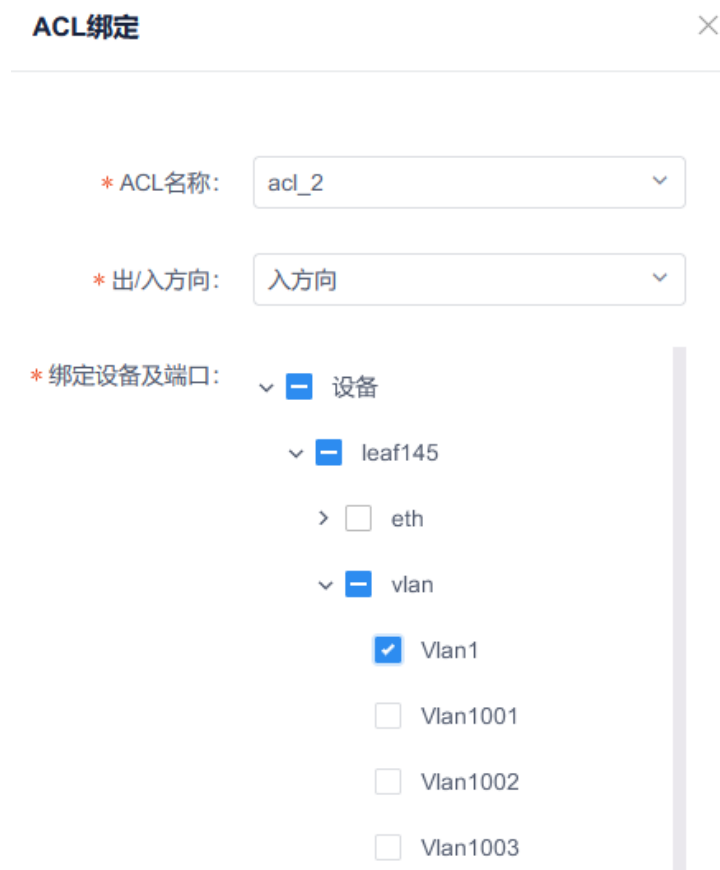 ACL绑定
* ACL名称： acl_2
* 出/入方向： 入方向
* 绑定设备及端口： 设备
leaf145
eth
vlan
Vlan1
Vlan1001
Vlan1002
Vlan1003